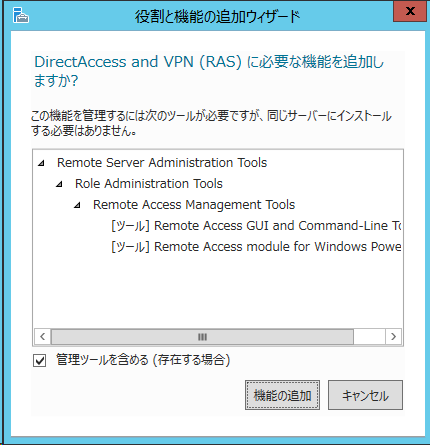 役割と機能の追加ウィザード
DirectAccess and VPN (RAS) に必要な機能を追加し
ますか?
この機能を管理するには次のツールが必要ですが、同じサーバーにインストール
する必要はありません。
Remote Server Administration Tools
Role Administration Tools
Remote Access Management Tools
[ツール] Remote Access GUI and Command-Line To
[ツール] Remote Access module for Windows Powe
管理ツールを含める (存在する場合)
機能の追加 キャンセル